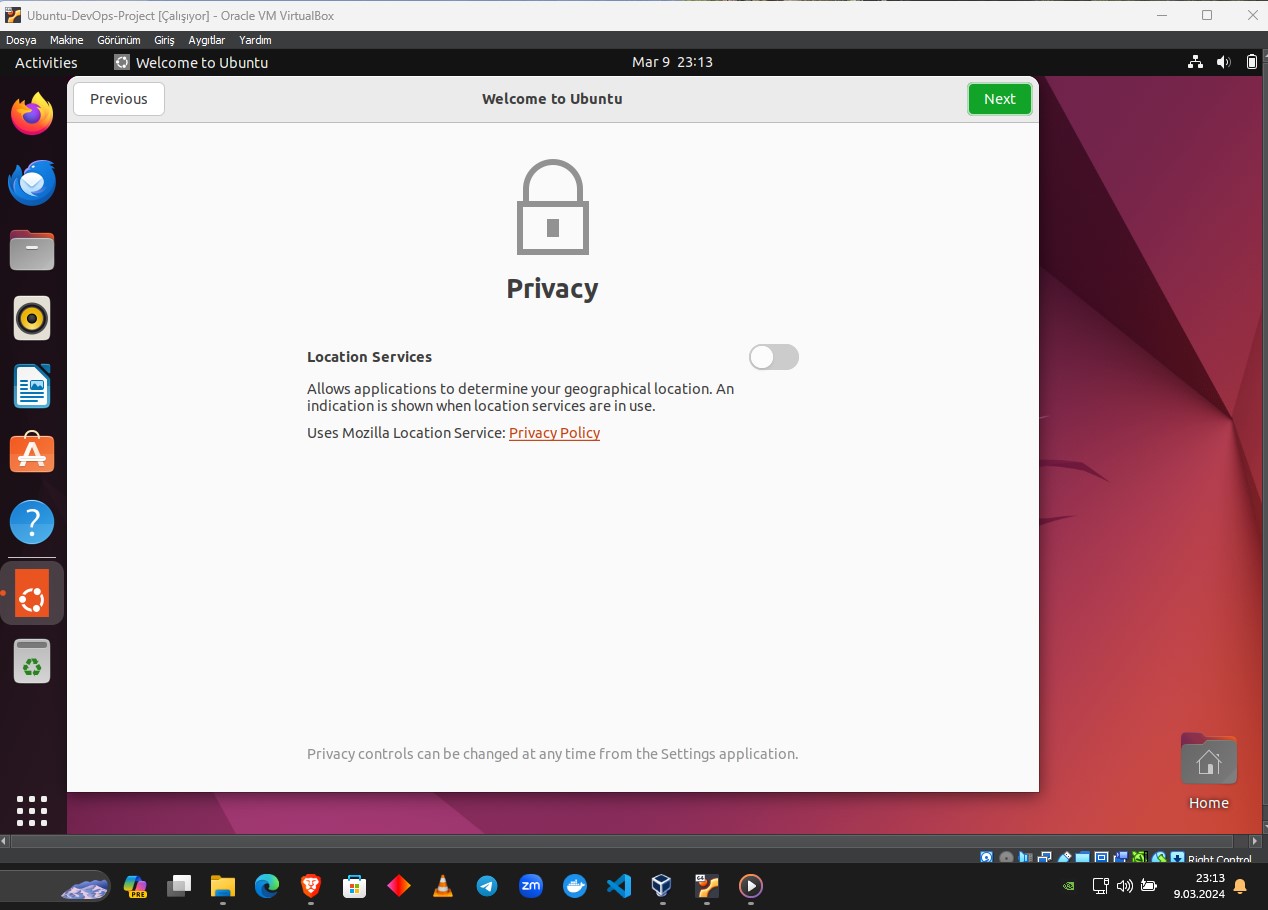 Ubuntu-DevOps-Project [Çalışıyor] - Oracle VM VirtualBox
Dosya Makine Görünüm Giriş Aygıtlar Yardım
Activities Welcome to Ubuntu Mar 9 23:13
Previous Welcome to Ubuntu Next
Privacy
Location Services
Allows applications to determine your geographical location. An
indication is shown when location services are in use.
Uses Mozilla Location Service: Privacy Policy
Privacy controls can be changed at any time from the Settings application.
Home
Right Control
PRE
zm
64
23:13
9.03.2024